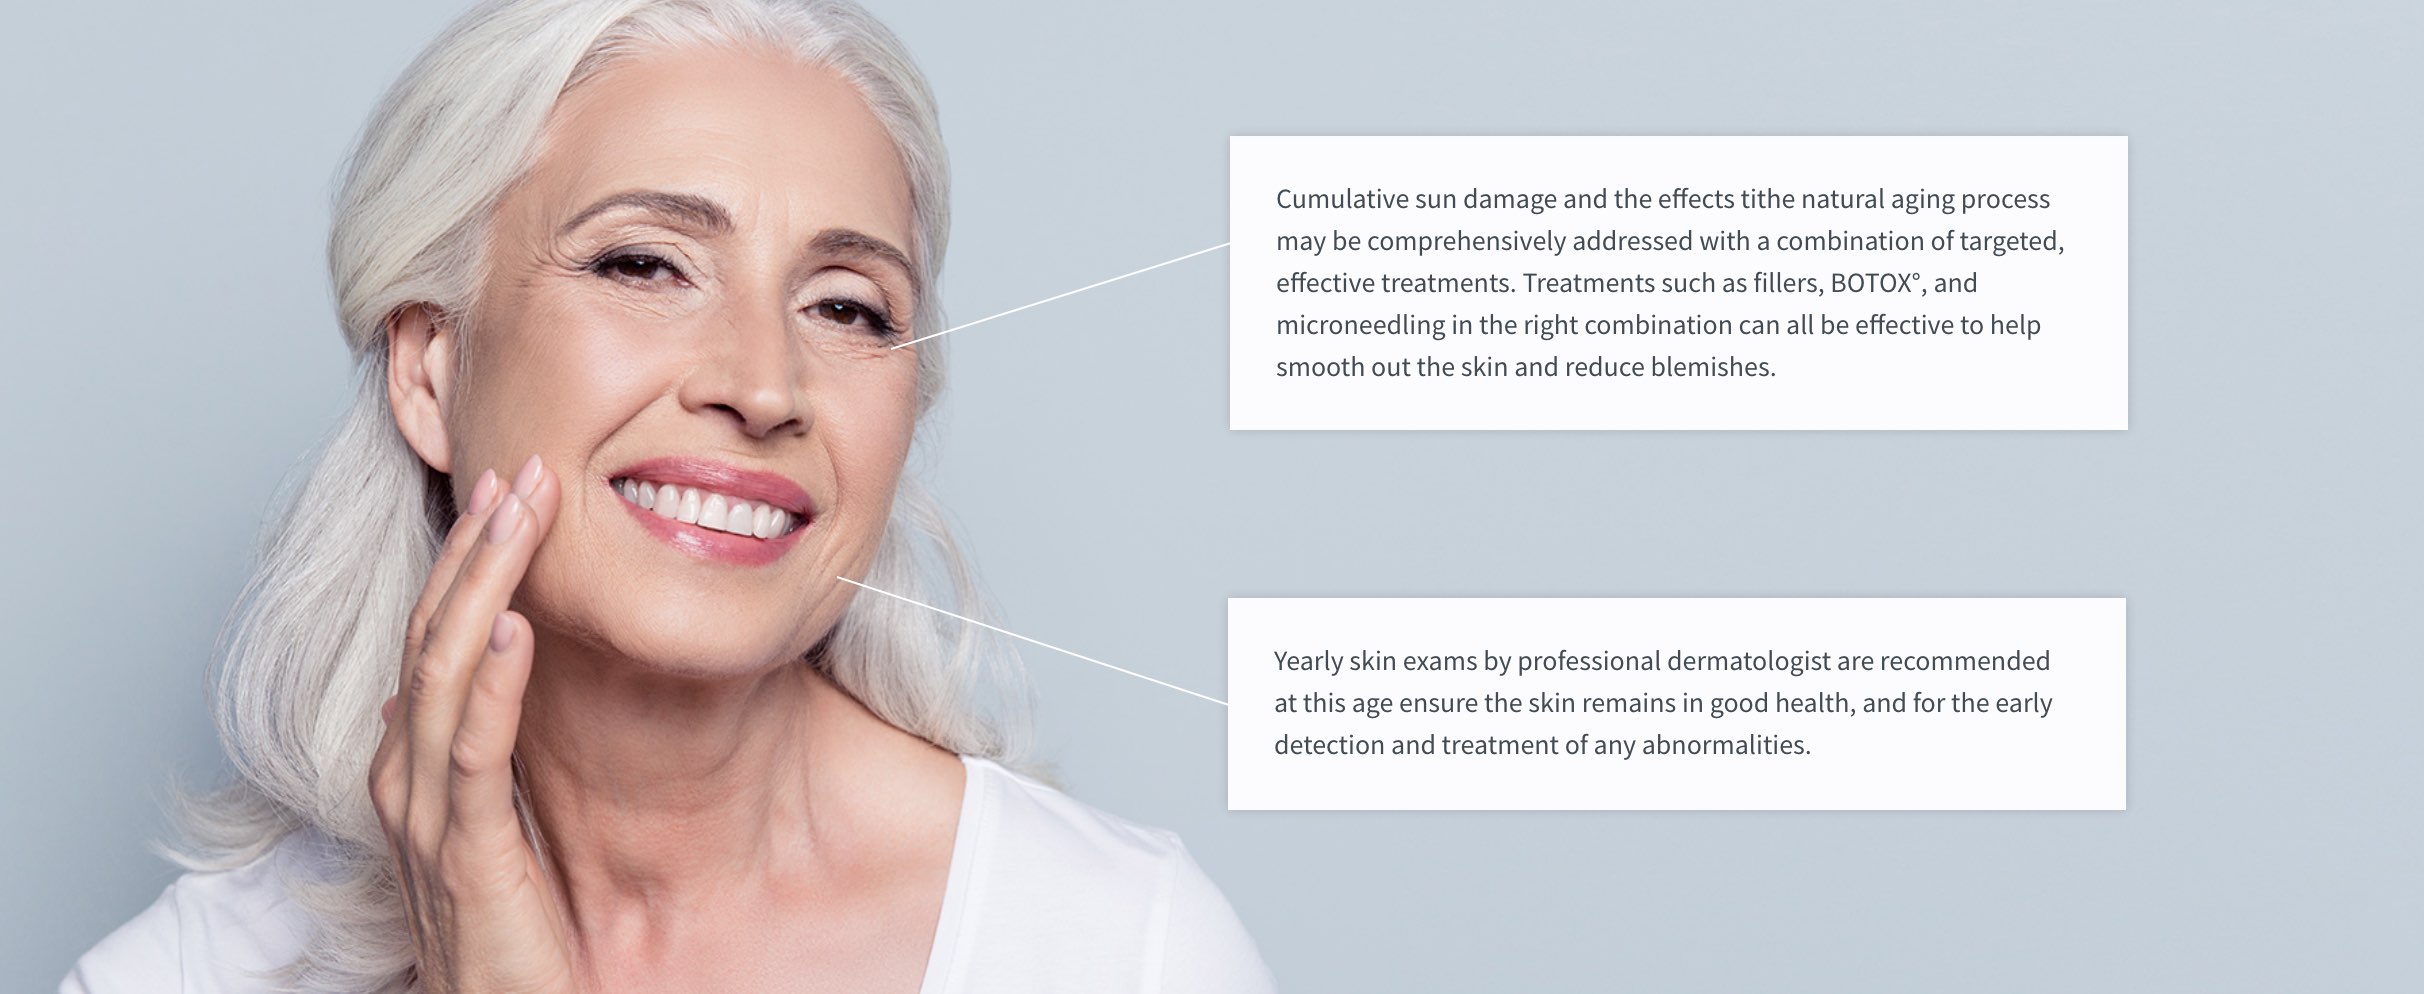 Cumulative sun damage and the effects tithe natural aging process
may be comprehensively addressed with a combination of targeted,
effective treatments. Treatments such as fillers, BOTOX°, and
microneedling in the right combination can all be effective to help
smooth out the skin and reduce blemishes.
Yearly skin exams by professional dermatologist are recommended
at this age ensure the skin remains in good health, and for the early
detection and treatment of any abnormalities.